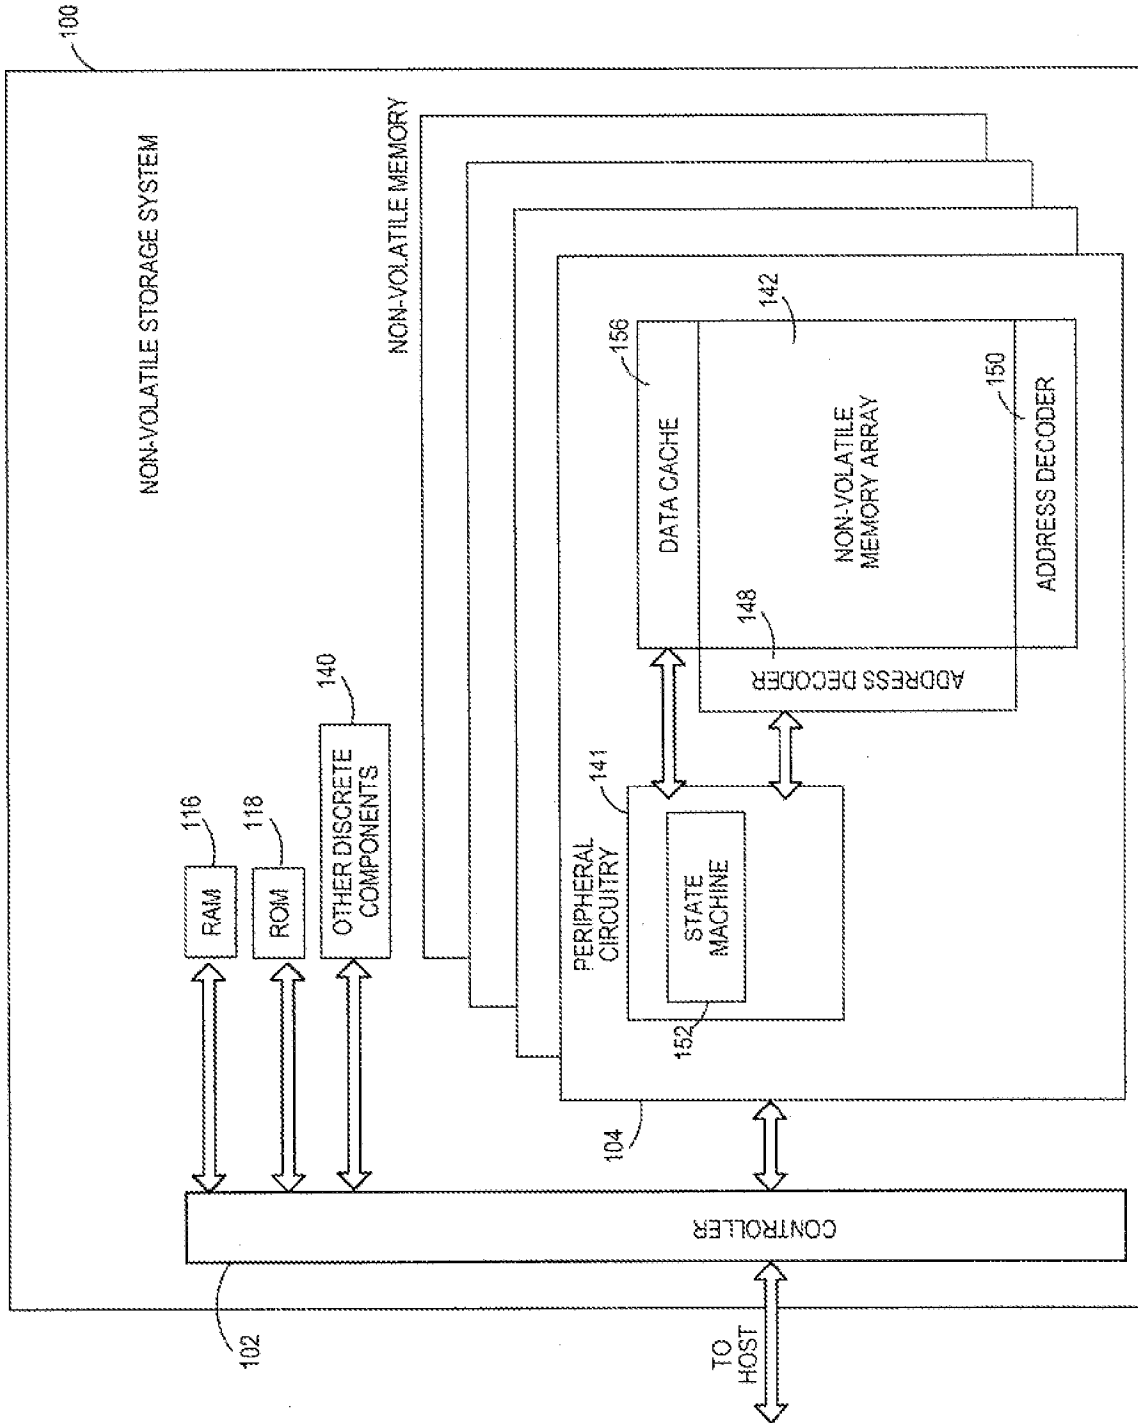 100
NON-VOLATILE STORAGE SYSTEM
116
RAM
118
ROM
140
OTHER DISCRETE
COMPONENTS
NON-VOLATILE MEMORY
102
CONTROLLER
TO
HOST
104
PERIPHERAL
CIRCUITRY
141
STATE
MACHINE
152
DATA CACHE
156
ADDRESS DECODER
148
NON-VOLATILE
MEMORY ARRAY
142
ADDRESS DECODER
150